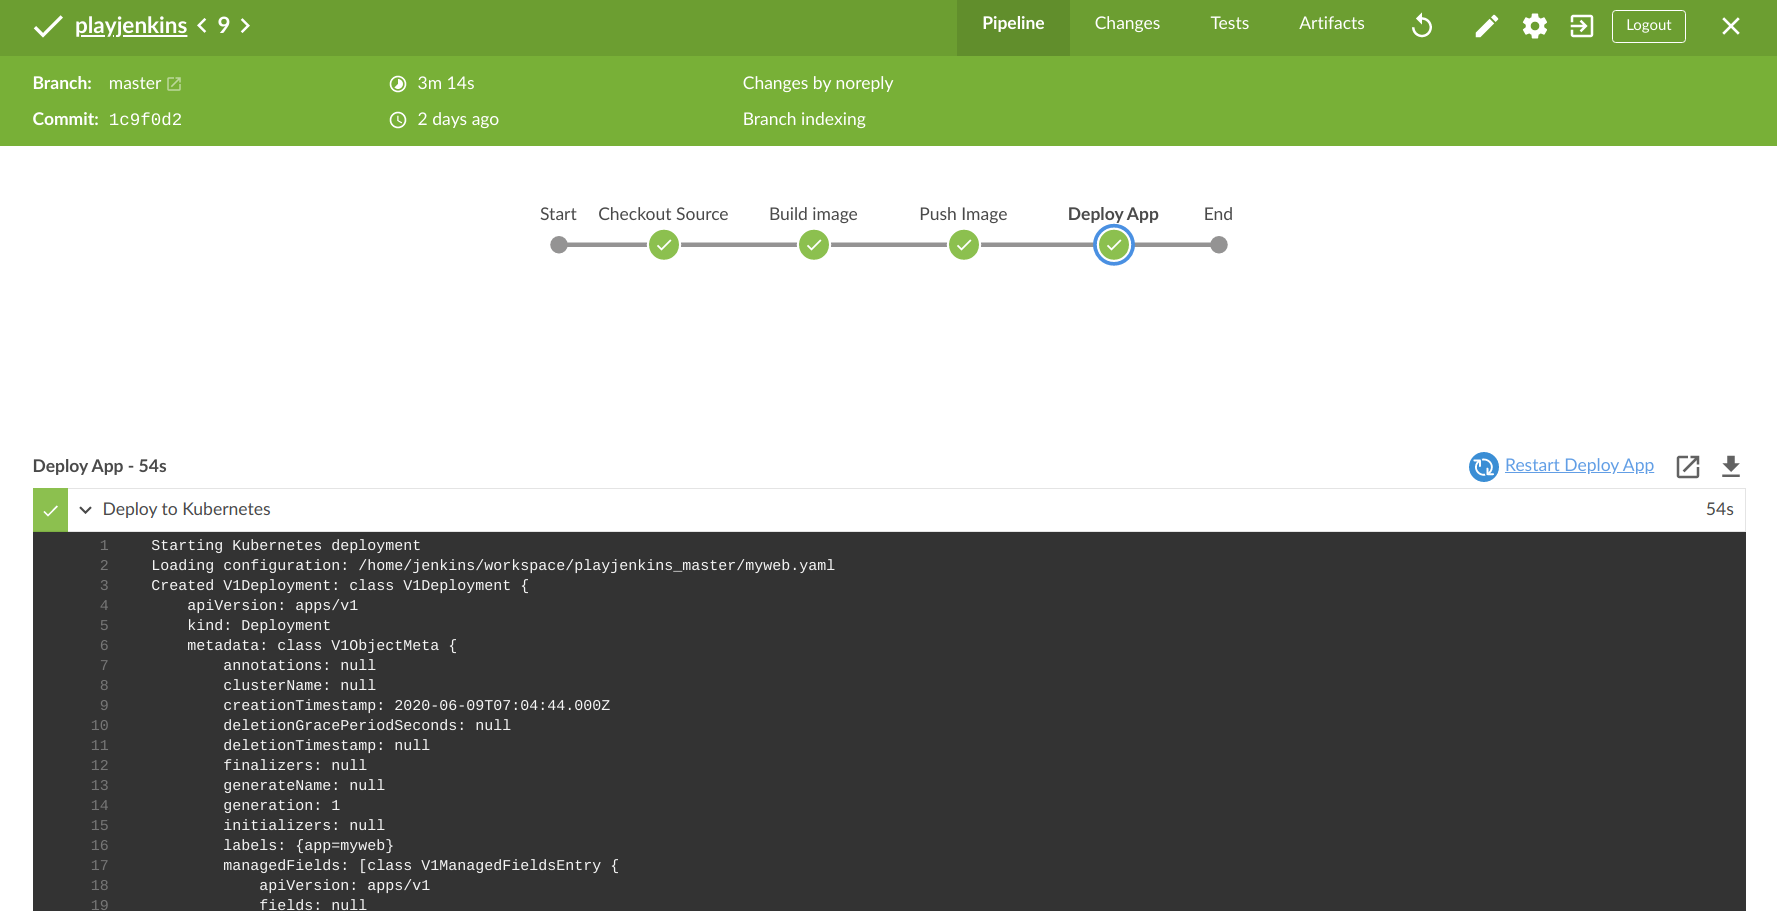 playjenkins < 9 >
Pipeline Changes Tests Artifacts Logout
Branch: master 3m 14s Changes by noreply
Commit: 1c9f0d2 2 days ago Branch indexing
Start Checkout Source Build image Push Image Deploy App End
Deploy App - 54s Restart Deploy App
Deploy to Kubernetes 54s
1 Starting Kubernetes deployment
2 Loading configuration: /home/jenkins/workspace/playjenkins_master/myweb.yaml
3 Created V1Deployment: class V1Deployment {
4 apiVersion: apps/v1
5 kind: Deployment
6 metadata: class V1ObjectMeta {
7 annotations: null
8 clusterName: null
9 creationTimestamp: 2020-06-09T07:04:44.000Z
10 deletionGracePeriodSeconds: null
11 deletionTimestamp: null
12 finalizers: null
13 generateName: null
14 generation: 1
15 initializers: null
16 labels: {app=myweb}
17 managedFields: [class V1ManagedFieldsEntry {
18 apiVersion: apps/v1
19 fields: null